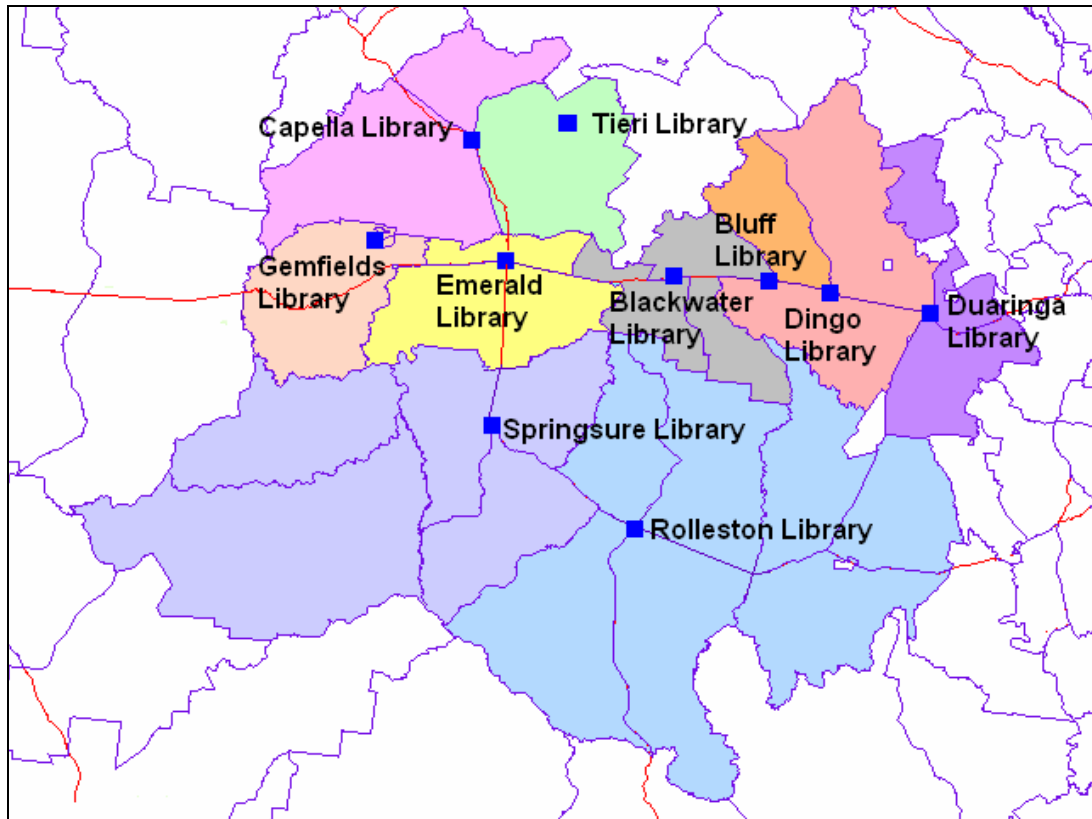 Capella Library
Tieri Library
Bluff
Library
Gemfields
Library
Emerald
Library
Blackwater
Library
Dingo
Library
Duaringa
Library
Springsure Library
Rolleston Library